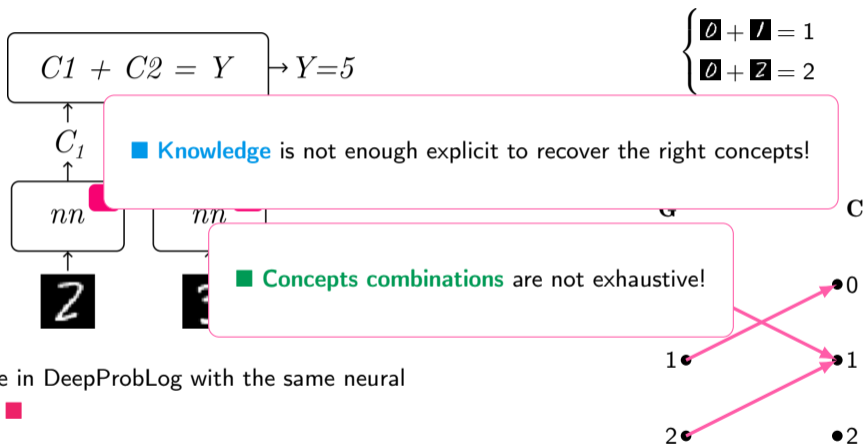 C1 + C2 = Y → Y=5
0 + 1 = 1
0 + 2 = 2
C₁
■ Knowledge is not enough explicit to recover the right concepts!
nn nn
G C
2
■ Concepts combinations are not exhaustive!
0
1 1
e in DeepProbLog with the same neural
2 2